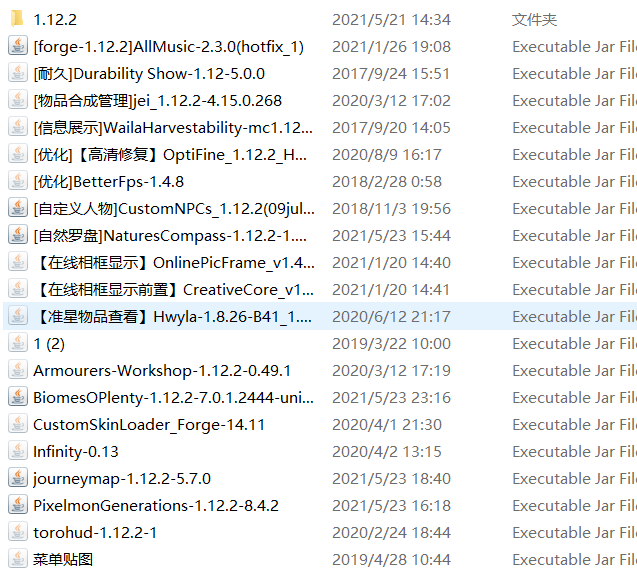 1.12.2 2021/5/21 14:34 文件夹
[forge-1.12.2]AllMusic-2.3.0(hotfix_1) 2021/1/26 19:08 Executable Jar File
[耐久]Durability Show-1.12-5.0.0 2017/9/24 15:51 Executable Jar File
[物品合成管理]jei_1.12.2-4.15.0.268 2020/3/12 17:02 Executable Jar File
[信息展示]WailaHarvestability-mc1.12... 2017/9/20 14:05 Executable Jar File
[优化]【高清修复】OptiFine_1.12.2_H... 2020/8/9 16:17 Executable Jar File
[优化]BetterFps-1.4.8 2018/2/28 0:58 Executable Jar File
[自定义人物]CustomNPCs_1.12.2(09jul... 2018/11/3 19:56 Executable Jar File
[自然罗盘]NaturesCompass-1.12.2-1.... 2021/5/23 15:44 Executable Jar File
【在线相框显示】OnlinePicFrame_v1.4... 2021/1/20 14:40 Executable Jar File
【在线相框显示前置】CreativeCore_v1... 2021/1/20 14:41 Executable Jar File
【准星物品查看】Hwyla-1.8.26-B41_1.... 2020/6/12 21:17 Executable Jar File
1 (2) 2019/3/22 10:00 Executable Jar File
Armourers-Workshop-1.12.2-0.49.1 2020/3/12 17:19 Executable Jar File
BiomesOPlenty-1.12.2-7.0.1.2444-uni... 2021/5/23 23:16 Executable Jar File
CustomSkinLoader_Forge-14.11 2020/4/1 21:30 Executable Jar File
Infinity-0.13 2020/4/2 13:15 Executable Jar File
journeymap-1.12.2-5.7.0 2021/5/23 18:40 Executable Jar File
PixelmonGenerations-1.12.2-8.4.2 2021/5/23 16:18 Executable Jar File
torohud-1.12.2-1 2020/2/24 18:44 Executable Jar File
菜单贴图 2019/4/28 10:44 Executable Jar File